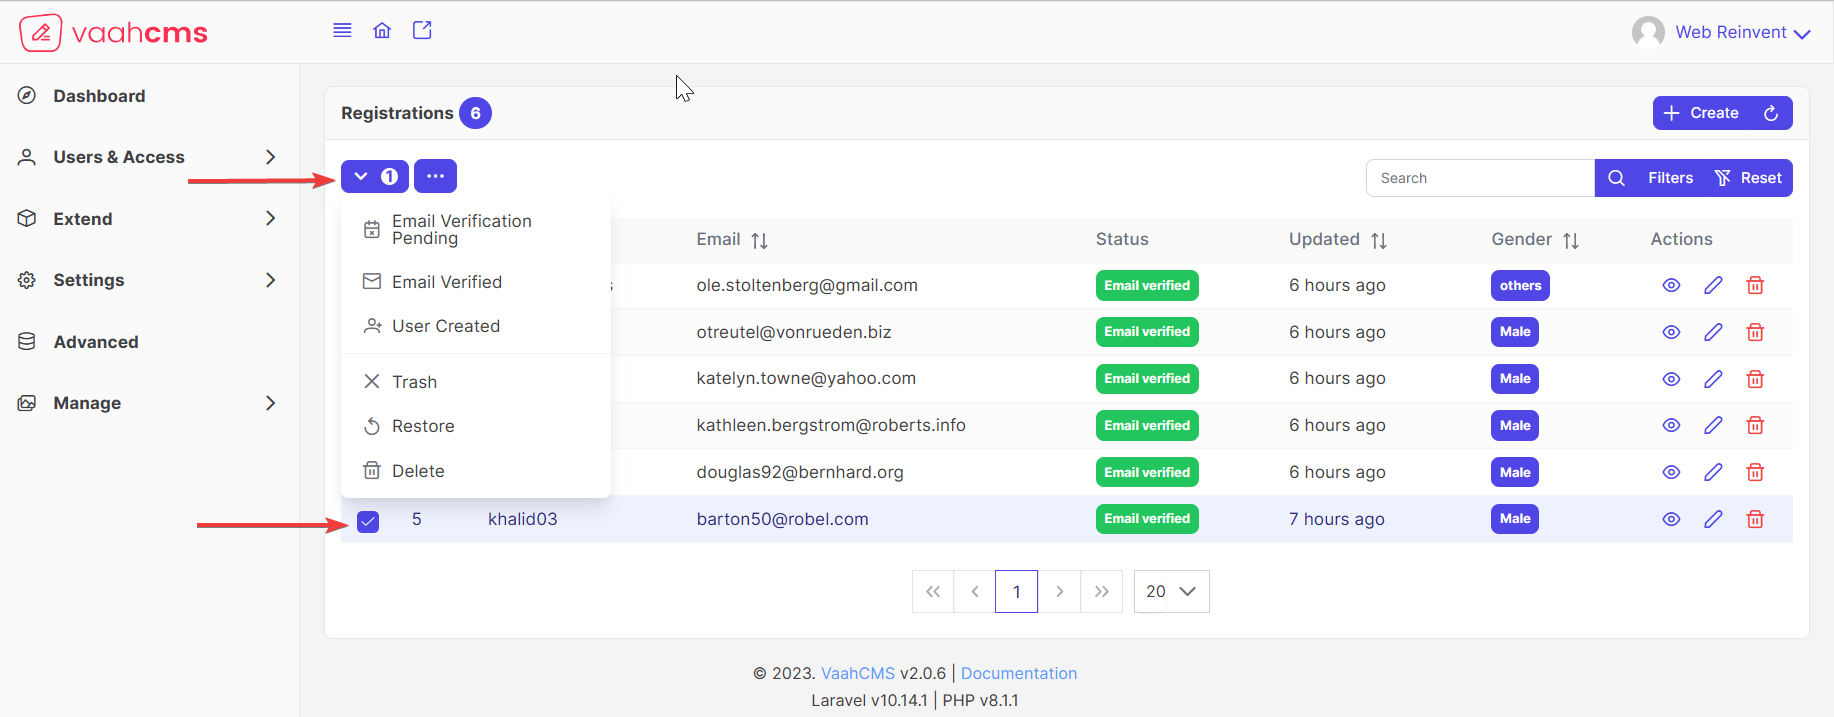 vaahcms
Web Reinvent
Dashboard
Users & Access
Extend
Settings
Advanced
Manage
Registrations 6
Create
1
Search
Filters
Reset
Email Verification
Pending
Email Verified
User Created
Trash
Restore
Delete
Email Status Updated Gender Actions
s ole.stoltenberg@gmail.com Email verified 6 hours ago others
otreutel@vonrueden.biz Email verified 6 hours ago Male
katelyn.towne@yahoo.com Email verified 6 hours ago Male
kathleen.bergstrom@roberts.info Email verified 6 hours ago Male
douglas92@bernhard.org Email verified 6 hours ago Male
5 khalid03 barton50@robel.com Email verified 7 hours ago Male
1
20
© 2023. VaahCMS v2.0.6 | Documentation
Laravel v10.14.1 | PHP v8.1.1